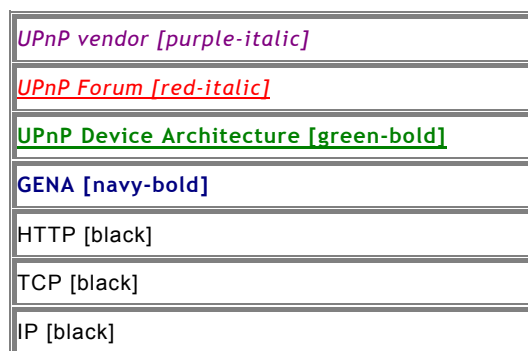 UPnP vendor [purple-italic]
UPnP Forum [red-italic]
UPnP Device Architecture [green-bold]
GENA [navy-bold]
HTTP [black]
TCP [black]
IP [black]